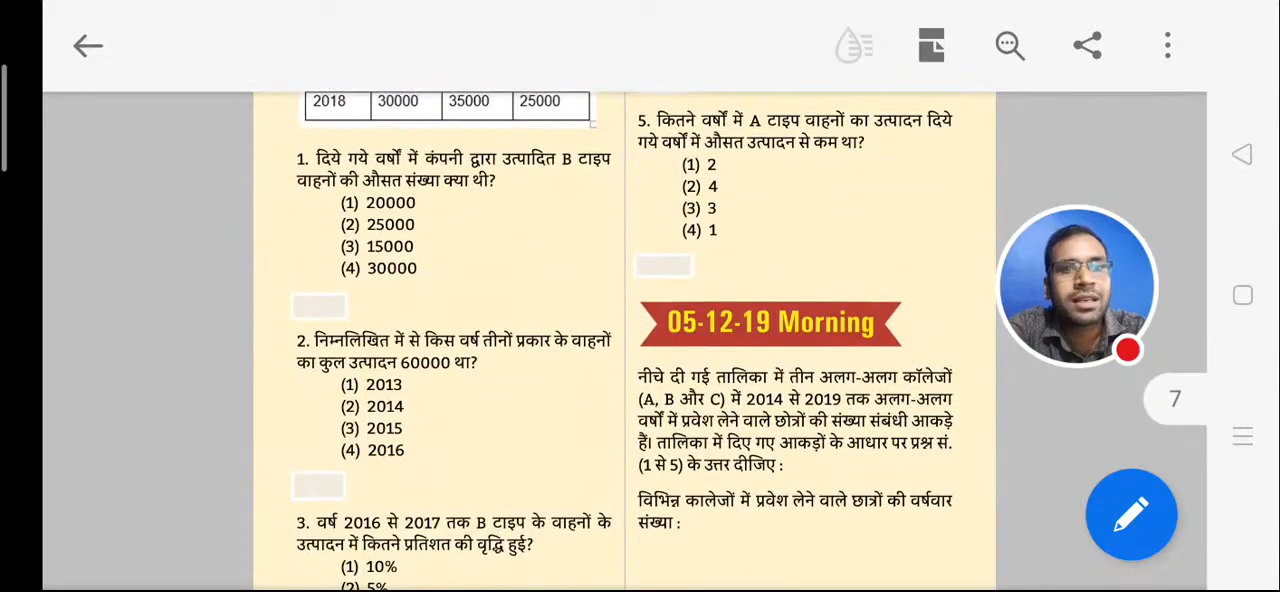 2018 30000 35000 25000
1. दिये गये वर्षों में कंपनी द्वारा उत्पादित B टाइप
वाहनों की औसत संख्या क्या थी?
(1) 20000
(2) 25000
(3) 15000
(4) 30000
2. निम्नलिखित में से किस वर्ष तीनों प्रकार के वाहनों
का कुल उत्पादन 60000 था?
(1) 2013
(2) 2014
(3) 2015
(4) 2016
3. वर्ष 2016 से 2017 तक B टाइप के वाहनों के
उत्पादन में कितने प्रतिशत की वृद्धि हुई?
(1) 10%
(2) 5%
5. कितने वर्षों में A टाइप वाहनों का उत्पादन दिये
गये वर्षों में औसत उत्पादन से कम था?
(1) 2
(2) 4
(3) 3
(4) 1
05-12-19 Morning
नीचे दी गई तालिका में तीन अलग-अलग कॉलेजों
(A, B और C) में 2014 से 2019 तक अलग-अलग
वर्षों में प्रवेश लेने वाले छोत्रों की संख्या संबंधी आकड़े
हैं। तालिका में दिए गए आकड़ों के आधार पर प्रश्न सं.
(1 से 5) के उत्तर दीजिए :
विभिन्न कालेजों में प्रवेश लेने वाले छात्रों की वर्षवार
संख्या :
7